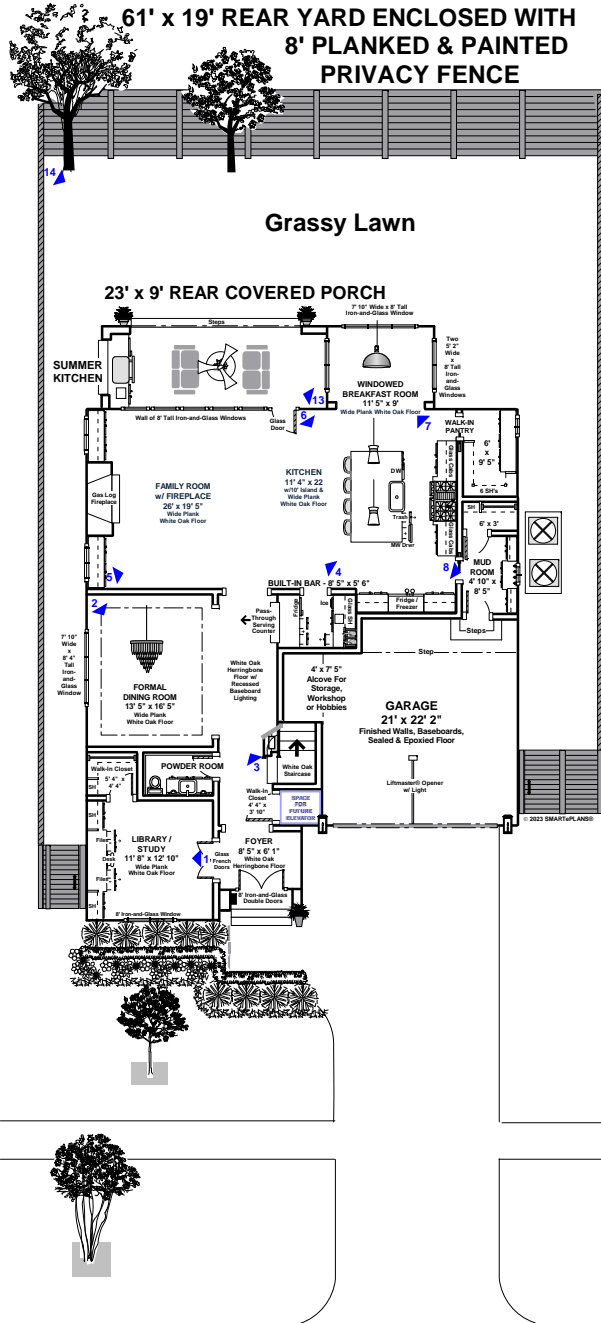 61' x 19' REAR YARD ENCLOSED WITH
8' PLANKED & PAINTED
PRIVACY FENCE
14
Grassy Lawn
23' x 9' REAR COVERED PORCH
7' 10" Wide x 8' Tall
Iron-and-Glass Window
Steps
SUMMER
KITCHEN
Two
5' 2"
Wide
x
8' Tall
Iron-
and-
Glass
Windows
WINDOWED
BREAKFAST ROOM
11' 5" x 9'
Wide Plank White Oak Floor
13
6
7
Wall of 8' Tall Iron-and-Glass Windows
Glass
Door
WALK-IN
PANTRY
6'
x
9' 5"
6 SH's
Glass Cabs
Glass Cabs
KITCHEN
11' 4" x 22
w/10' Island &
Wide Plank
White Oak Floor
DW
Trash
MW Drwr
FAMILY ROOM
w/ FIREPLACE
26' x 19' 5"
Wide Plank
White Oak Floor
Gas Log
Fireplace
SH
6' x 3'
MUD
ROOM
4' 10" x
8' 5"
5
4
8
BUILT-IN BAR - 8' 5" x 5' 6"
2
Pass-
Through
Serving
Counter
Fridge
Ice
Glass SH
Fridge /
Freezer
Steps
Step
7' 10"
Wide
x
8' 4"
Tall
Iron-
and-
Glass
Window
FORMAL
DINING ROOM
13' 5" x 16' 5"
Wide Plank
White Oak Floor
White Oak
Herringbone
Floor w/
Recessed
Baseboard
Lighting
4' x 7' 5"
Alcove For
Storage,
Workshop
or Hobbies
GARAGE
21' x 22' 2"
Finished Walls, Baseboards,
Sealed & Epoxied Floor
3
White Oak
Staircase
Walk-In Closet
5' 4" x
4' 4"
POWDER ROOM
Liftmaster® Opener
w/ Light
SH
Walk-In
Closet
4' 4" x
3' 10"
SPACE
FOR
FUTURE
ELEVATOR
© 2023 SMARTePLANS®
SH
Files
Desk
Files
SH
LIBRARY /
STUDY
11' 8" x 12' 10"
Wide Plank
White Oak Floor
1
Glass
French
Doors
FOYER
8' 5" x 6' 1"
White Oak
Herringbone Floor
8' Iron-and-Glass
Double Doors
8' Iron-and-Glass Window